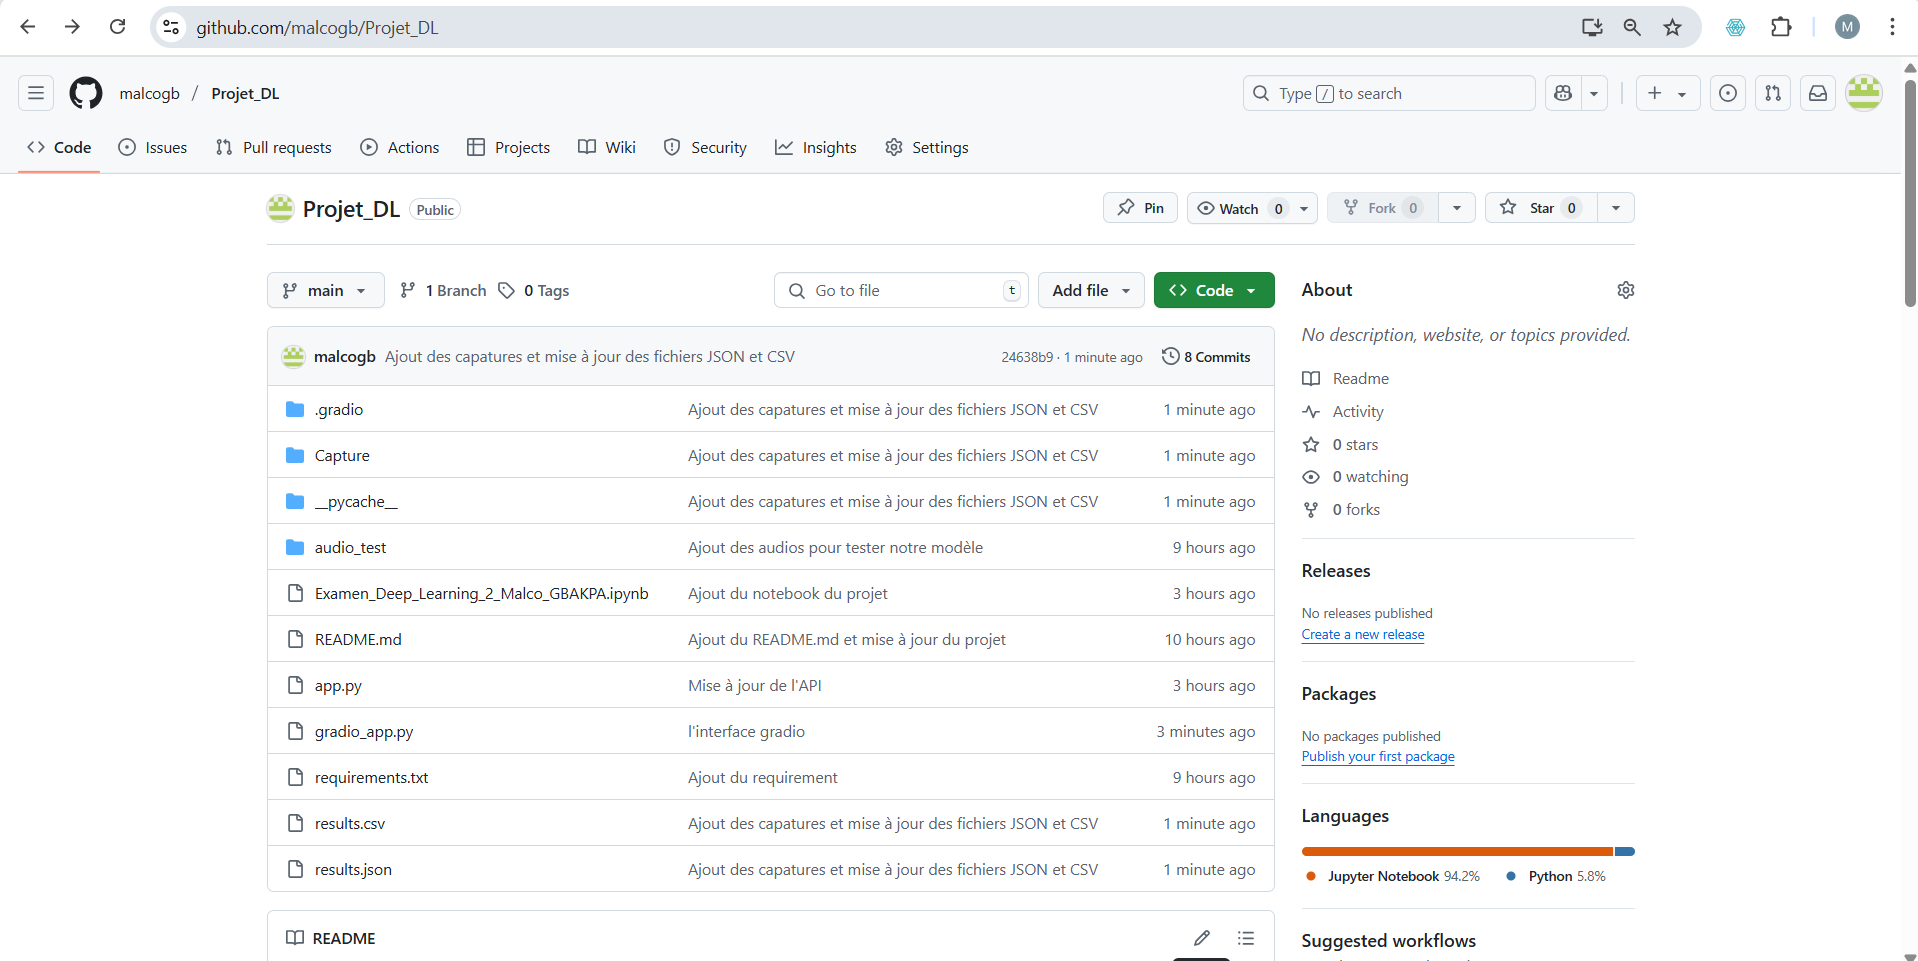 github.com/malcogb/Projet_DL
M
malcogb / Projet_DL
Type / to search
Code Issues Pull requests Actions Projects Wiki Security Insights Settings
Projet_DL Public
Pin Watch 0 Fork 0 Star 0
main 1 Branch 0 Tags Go to file t Add file Code
malcogb Ajout des capatures et mise à jour des fichiers JSON et CSV 24638b9 · 1 minute ago 8 Commits
.gradio Ajout des capatures et mise à jour des fichiers JSON et CSV 1 minute ago
Capture Ajout des capatures et mise à jour des fichiers JSON et CSV 1 minute ago
__pycache__ Ajout des capatures et mise à jour des fichiers JSON et CSV 1 minute ago
audio_test Ajout des audios pour tester notre modèle 9 hours ago
Examen_Deep_Learning_2_Malco_GBAKPA.ipynb Ajout du notebook du projet 3 hours ago
README.md Ajout du README.md et mise à jour du projet 10 hours ago
app.py Mise à jour de l'API 3 hours ago
gradio_app.py l'interface gradio 3 minutes ago
requirements.txt Ajout du requirement 9 hours ago
results.csv Ajout des capatures et mise à jour des fichiers JSON et CSV 1 minute ago
results.json Ajout des capatures et mise à jour des fichiers JSON et CSV 1 minute ago
README
About
No description, website, or topics provided.
Readme
Activity
0 stars
0 watching
0 forks
Releases
No releases published
Create a new release
Packages
No packages published
Publish your first package
Languages
Jupyter Notebook 94.2% Python 5.8%
Suggested workflows